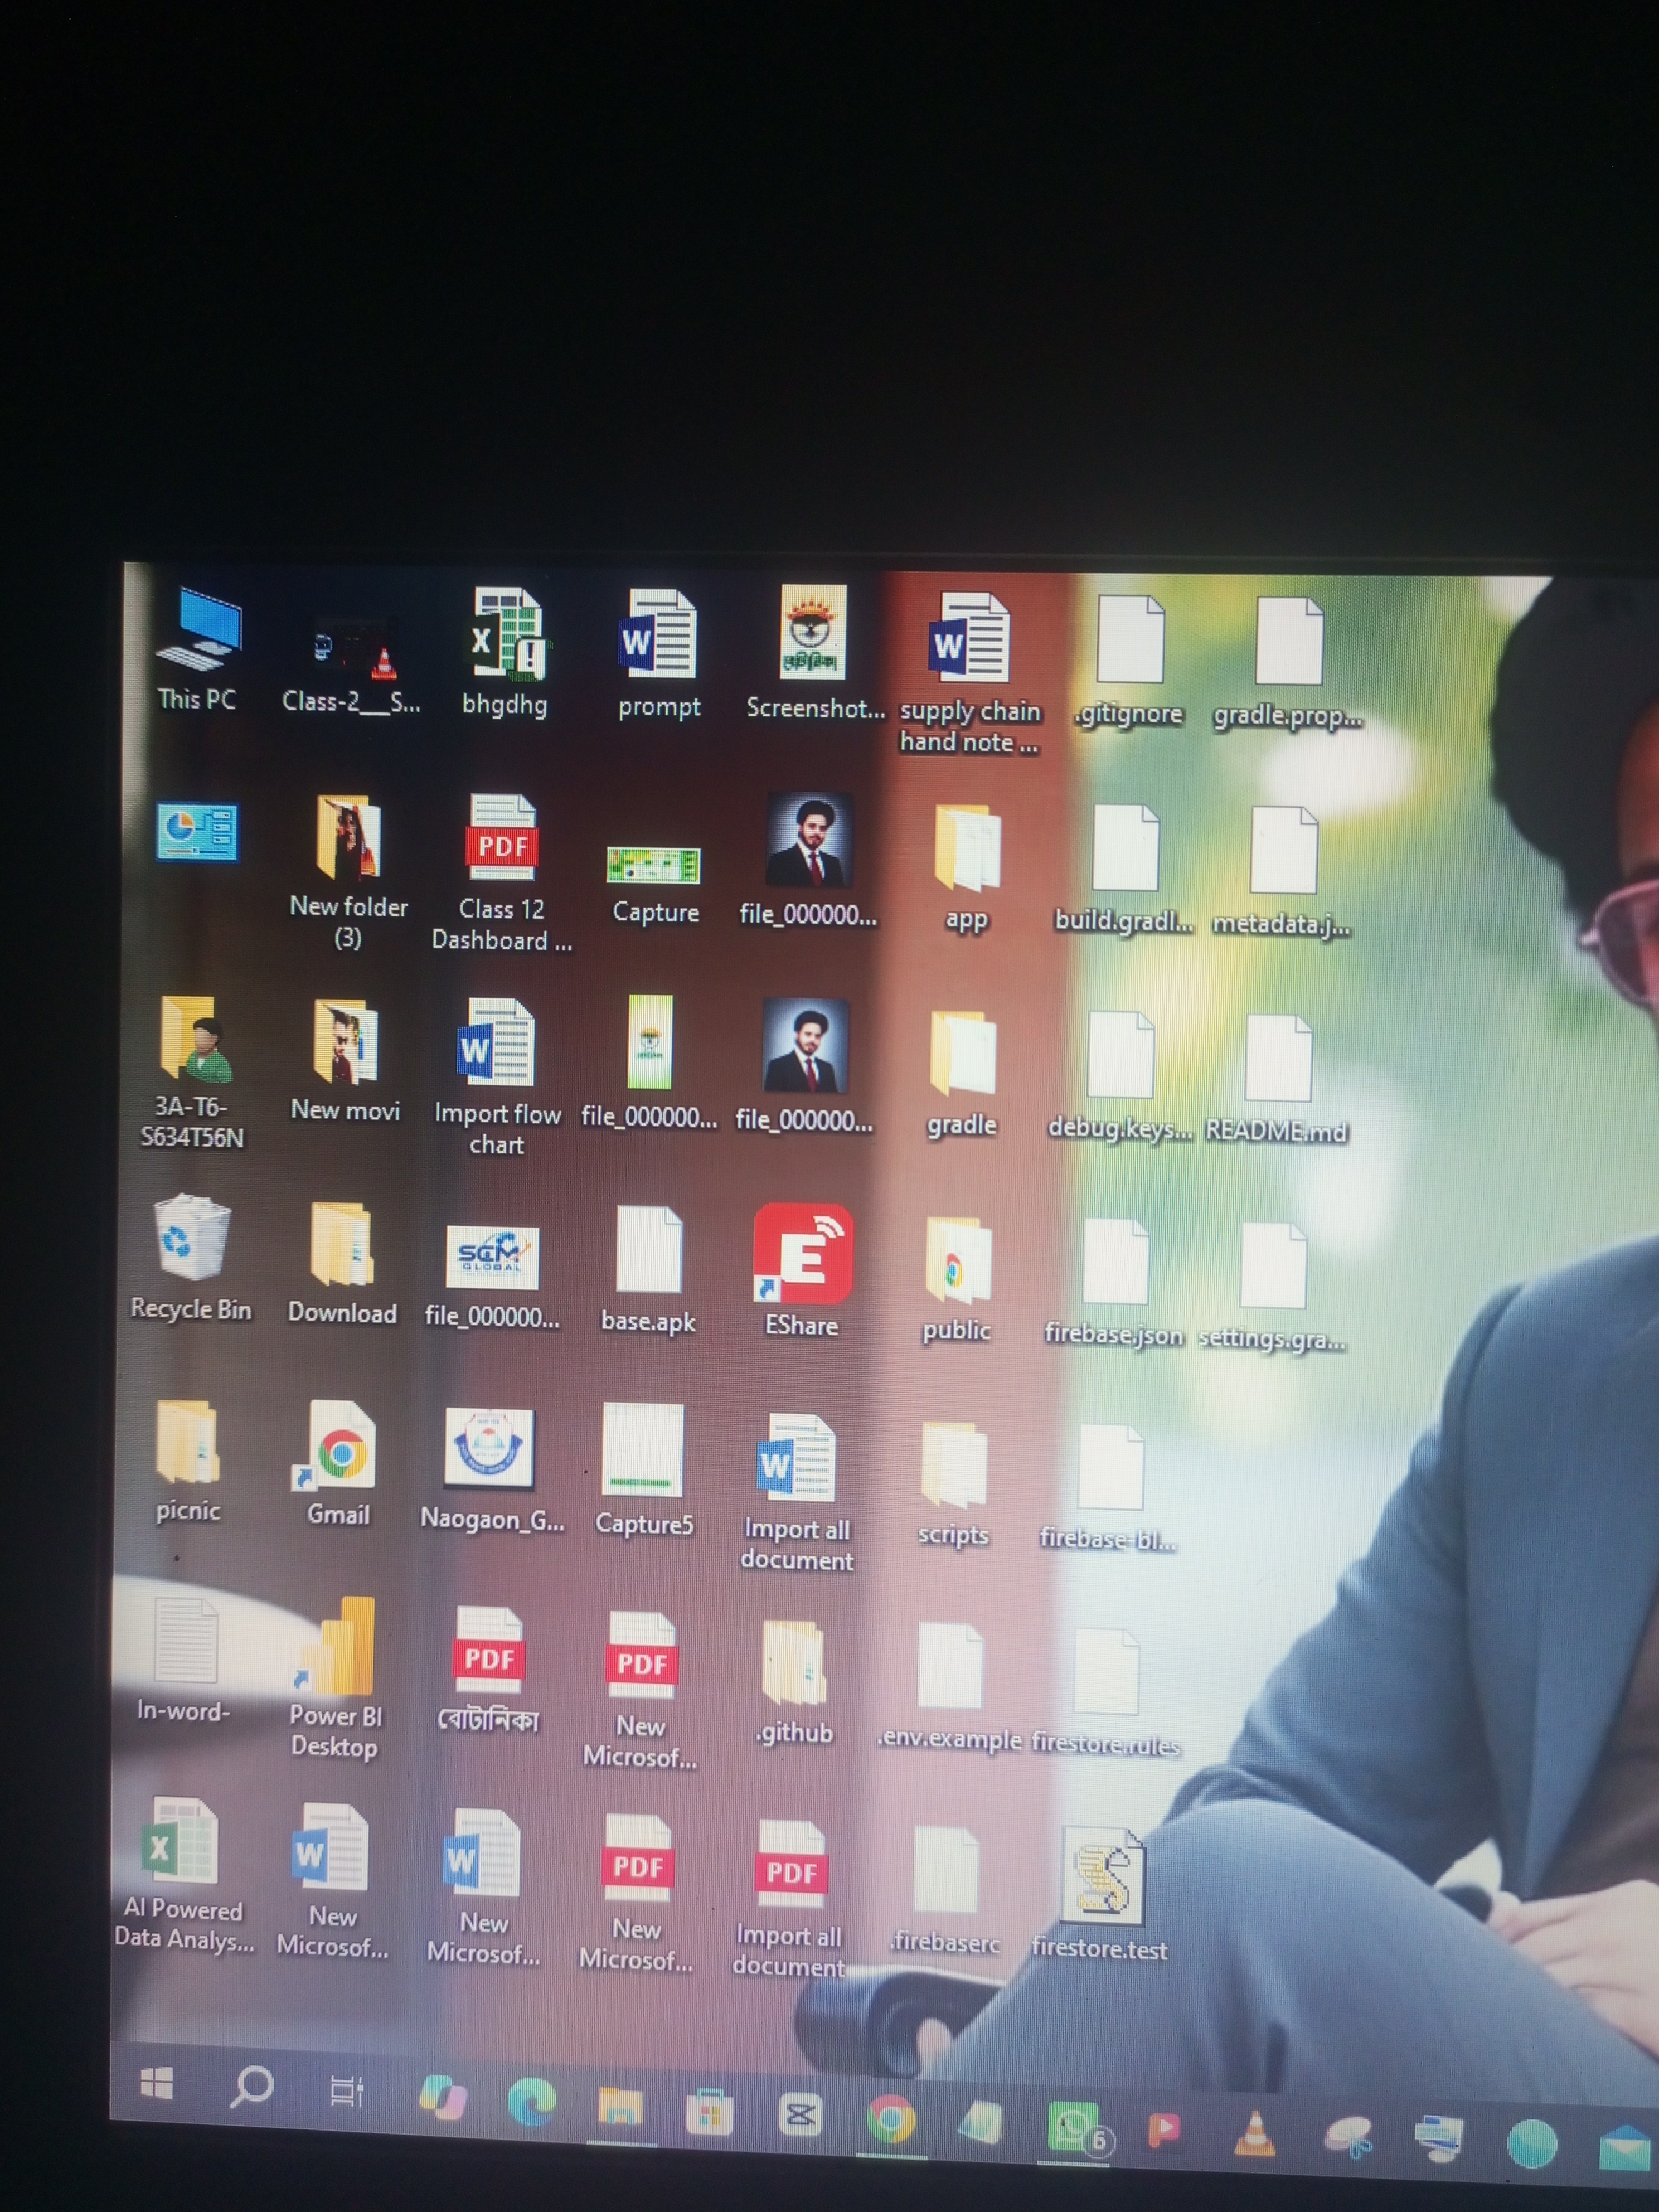 This PC
Class-2__S...
bhgdhg
prompt
Screenshot...
supply chain
hand note ...
.gitignore
gradle.prop...
New folder
(3)
PDF
Class 12
Dashboard ...
Capture
file_000000...
app
build.gradl...
metadata.j...
3A-T6-
S634T56N
New movi
Import flow
chart
file_000000...
file_000000...
gradle
debug.keys...
README.md
Recycle Bin
Download
SCM
GLOBAL
file_000000...
base.apk
E
EShare
public
firebase.json
settings.gra...
picnic
Gmail
Naogaon_G...
Capture5
Import all
document
scripts
firebase-bl...
In-word-
Power BI
Desktop
PDF
বোটানিকা
PDF
New
Microsof...
.github
.env.example
firestore.rules
AI Powered
Data Analys...
New
Microsof...
New
Microsof...
PDF
New
Microsof...
PDF
Import all
document
.firebaserc
firestore.test
6